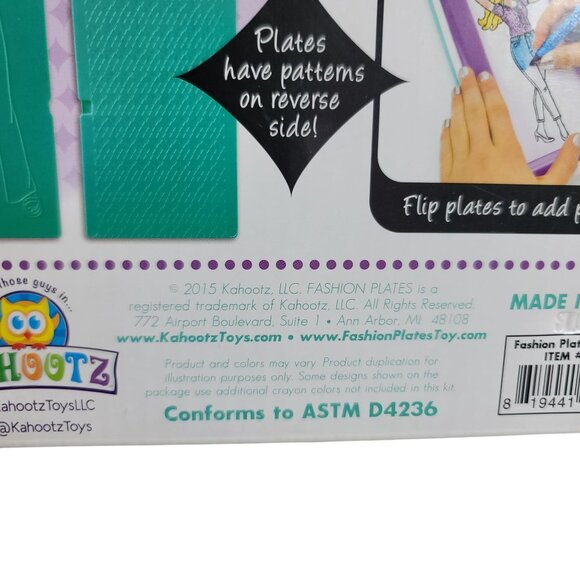 Plates
have patterns
on reverse
side!
Flip plates to add
those guys in...
KAHOOTZ
KahootzToysLLC
@KahootzToys
© 2015 Kahootz, LLC. FASHION PLATES is a
registered trademark of Kahootz, LLC. All Rights Reserved.
772 Airport Boulevard, Suite 1 • Ann Arbor, MI 48108
www.KahootzToys.com • www.FashionPlatesToy.com
Product and colors may vary. Product duplication for
illustration purposes only. Some designs shown on the
package use additional crayon colors not included in this kit.
Conforms to ASTM D4236
MADE
Fashion Plat
ITEM #
8 19441